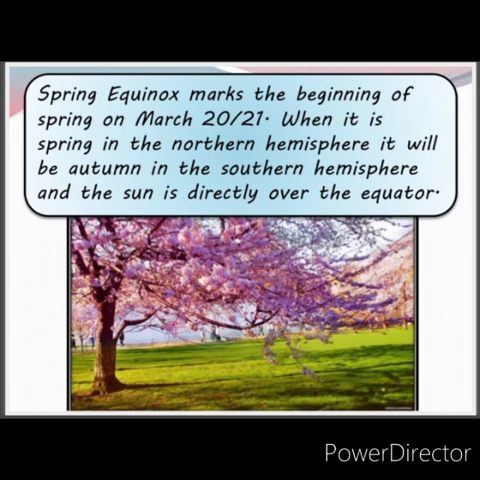 Spring Equinox marks the beginning of
spring on March 20/21. When it is
spring in the northern hemisphere it will
be autumn in the southern hemisphere
and the sun is directly over the equator.
PowerDirector